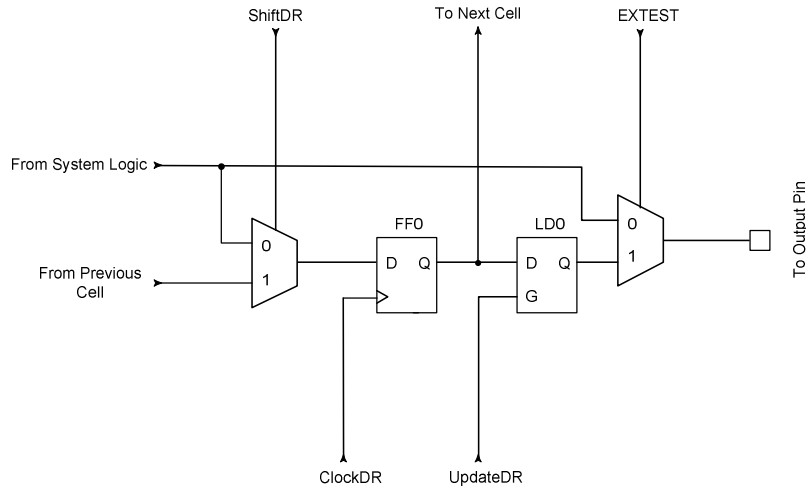 ShiftDR
To Next Cell
EXTEST
From System Logic
To Output Pin
FF0
LD0
0
0
D Q
D Q
1
From Previous
Cell
1
G
ClockDR
UpdateDR